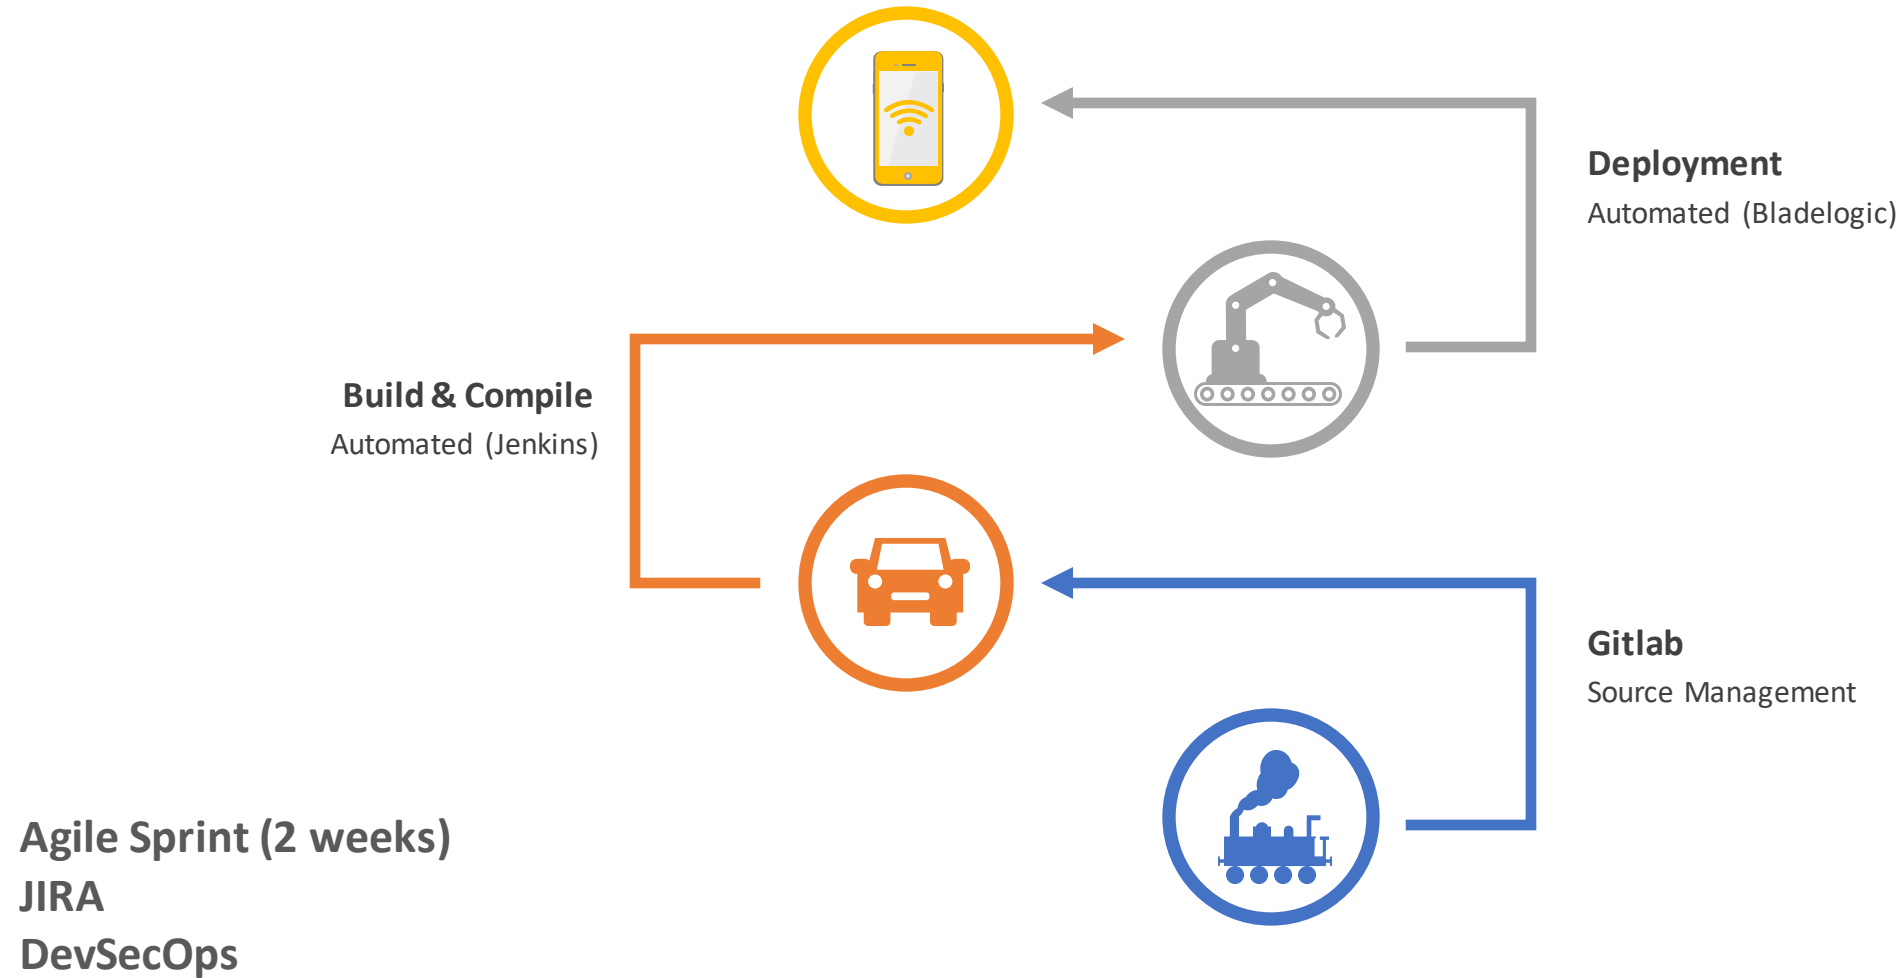 Deployment
Automated (Bladelogic)
Build & Compile
Automated (Jenkins)
Gitlab
Source Management
Agile Sprint (2 weeks)
JIRA
DevSecOps